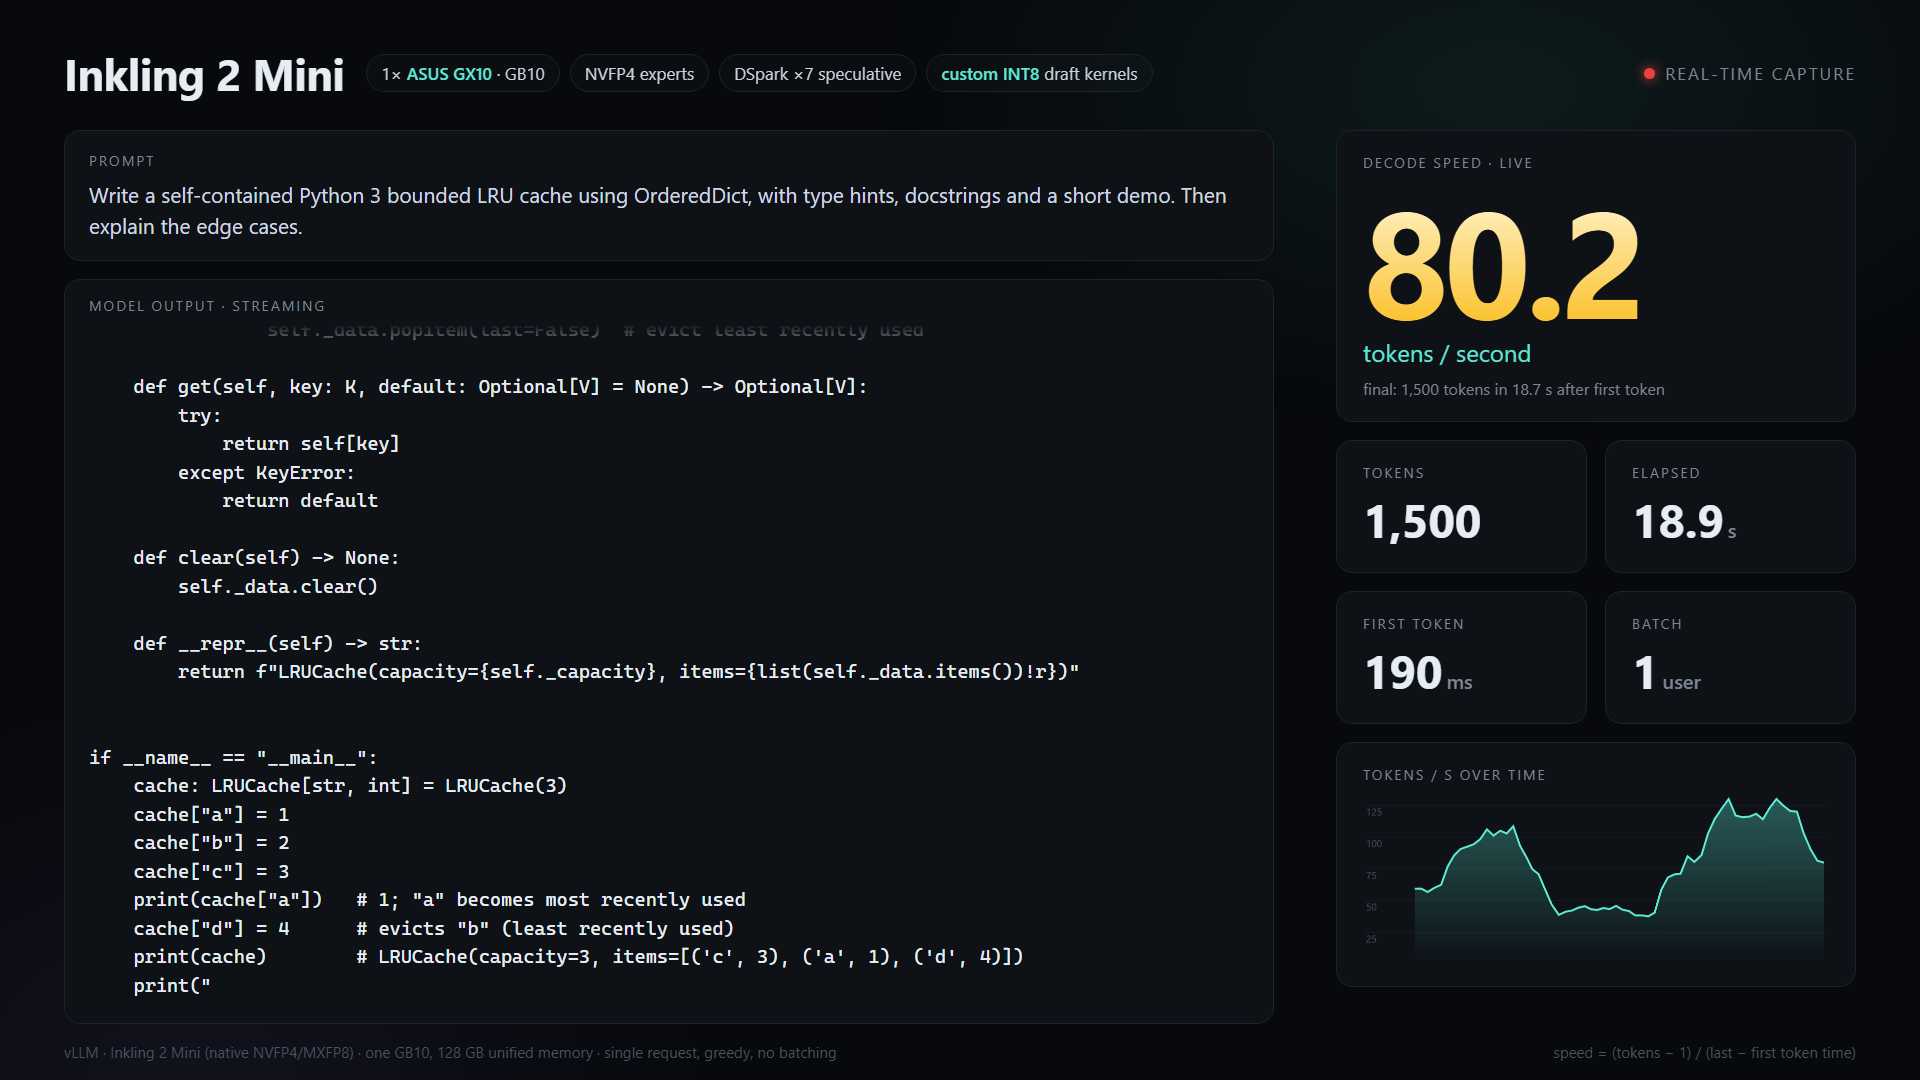 Inkling 2 Mini
1× ASUS GX10 · GB10
NVFP4 experts
DSpark ×7 speculative
custom INT8 draft kernels
REAL-TIME CAPTURE
PROMPT
Write a self-contained Python 3 bounded LRU cache using OrderedDict, with type hints, docstrings and a short demo. Then
explain the edge cases.
MODEL OUTPUT · STREAMING
                self._data.popitem(last=False)  # evict least recently used

    def get(self, key: K, default: Optional[V] = None) -> Optional[V]:
        try:
            return self[key]
        except KeyError:
            return default

    def clear(self) -> None:
        self._data.clear()

    def __repr__(self) -> str:
        return f"LRUCache(capacity={self._capacity}, items={list(self._data.items())!r})"


if __name__ == "__main__":
    cache: LRUCache[str, int] = LRUCache(3)
    cache["a"] = 1
    cache["b"] = 2
    cache["c"] = 3
    print(cache["a"])   # 1; "a" becomes most recently used
    cache["d"] = 4      # evicts "b" (least recently used)
    print(cache)        # LRUCache(capacity=3, items=[('c', 3), ('a', 1), ('d', 4)])
    print("
DECODE SPEED · LIVE
80.2
tokens / second
final: 1,500 tokens in 18.7 s after first token
TOKENS
1,500
ELAPSED
18.9 s
FIRST TOKEN
190 ms
BATCH
1 user
TOKENS / S OVER TIME
125
100
75
50
25
vLLM · Inkling 2 Mini (native NVFP4/MXFP8) · one GB10, 128 GB unified memory · single request, greedy, no batching
speed = (tokens − 1) / (last − first token time)